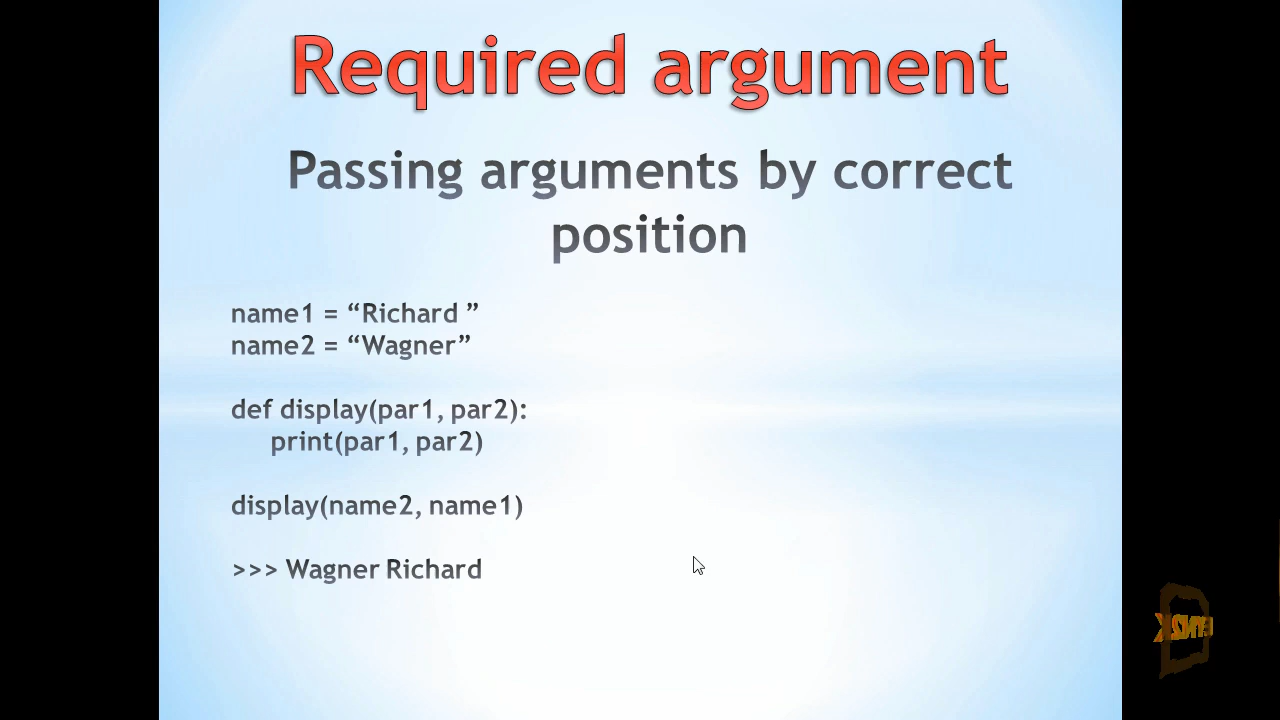 Required argument
Passing arguments by correct
position
name1 = “Richard ”
name2 = “Wagner”
def display(par1, par2):
print(par1, par2)
display(name2, name1)
>>> Wagner Richard